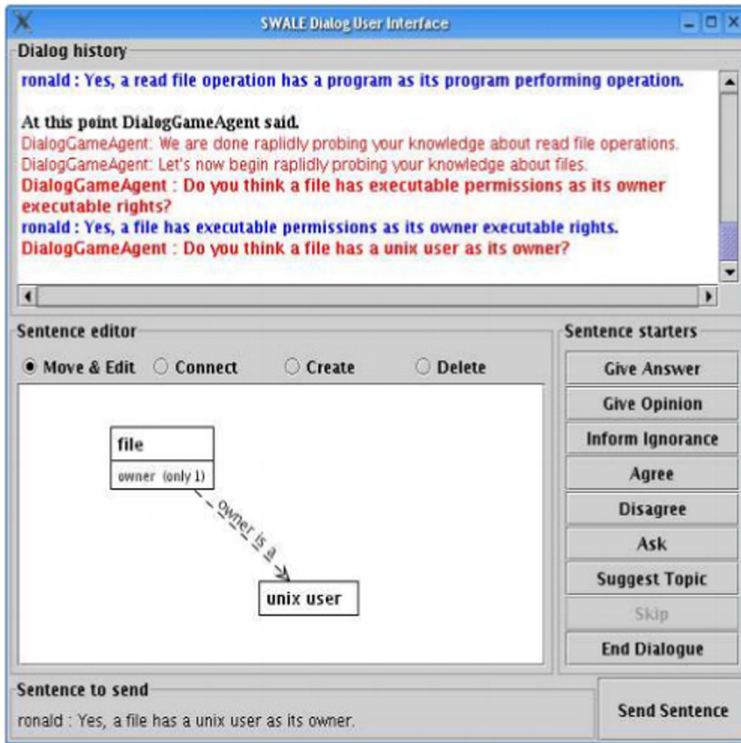 SWALE Dialog User Interface
Dialog history
ronald : Yes, a read file operation has a program as its program performing operation.
At this point DialogGameAgent said,
DialogGameAgent: We are done raplidly probing your knowledge about read file operations.
DialogGameAgent: Let's now begin raplidly probing your knowledge about files.
DialogGameAgent : Do you think a file has executable permissions as its owner
executable rights?
ronald : Yes, a file has executable permissions as its owner executable rights.
DialogGameAgent : Do you think a file has a unix user as its owner?
Sentence editor
Move & Edit Connect Create Delete
file
owner (only 1)
owner is a
unix user
Sentence starters
Give Answer
Give Opinion
Inform Ignorance
Agree
Disagree
Ask
Suggest Topic
Skip
End Dialogue
Sentence to send
ronald : Yes, a file has a unix user as its owner.
Send Sentence